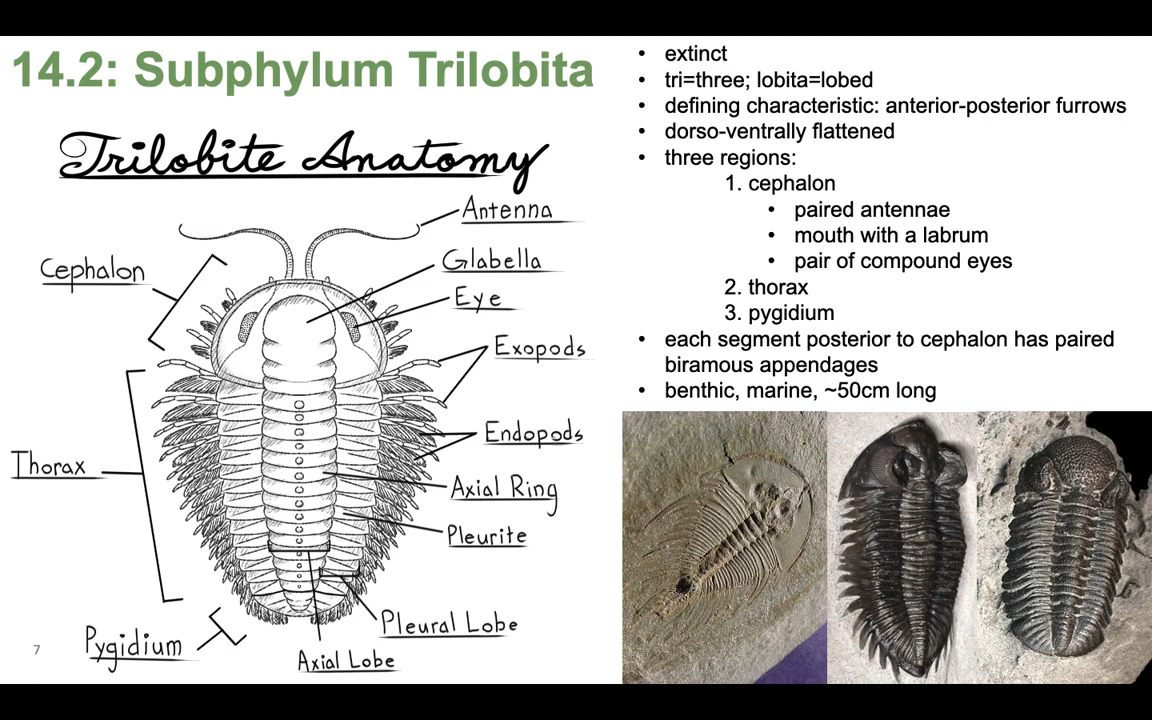 14.2: Subphylum Trilobita
Trilobite Anatomy
Antenna
Glabella
Cephalon
Eye
Exopods
Endopods
Thorax
Axial Ring
Pleurite
Pleural Lobe
Pygidium
Axial Lobe
7
• extinct
• tri=three; lobita=lobed
• defining characteristic: anterior-posterior furrows
• dorso-ventrally flattened
• three regions:
1. cephalon
• paired antennae
• mouth with a labrum
• pair of compound eyes
2. thorax
3. pygidium
• each segment posterior to cephalon has paired
biramous appendages
• benthic, marine, ~50cm long